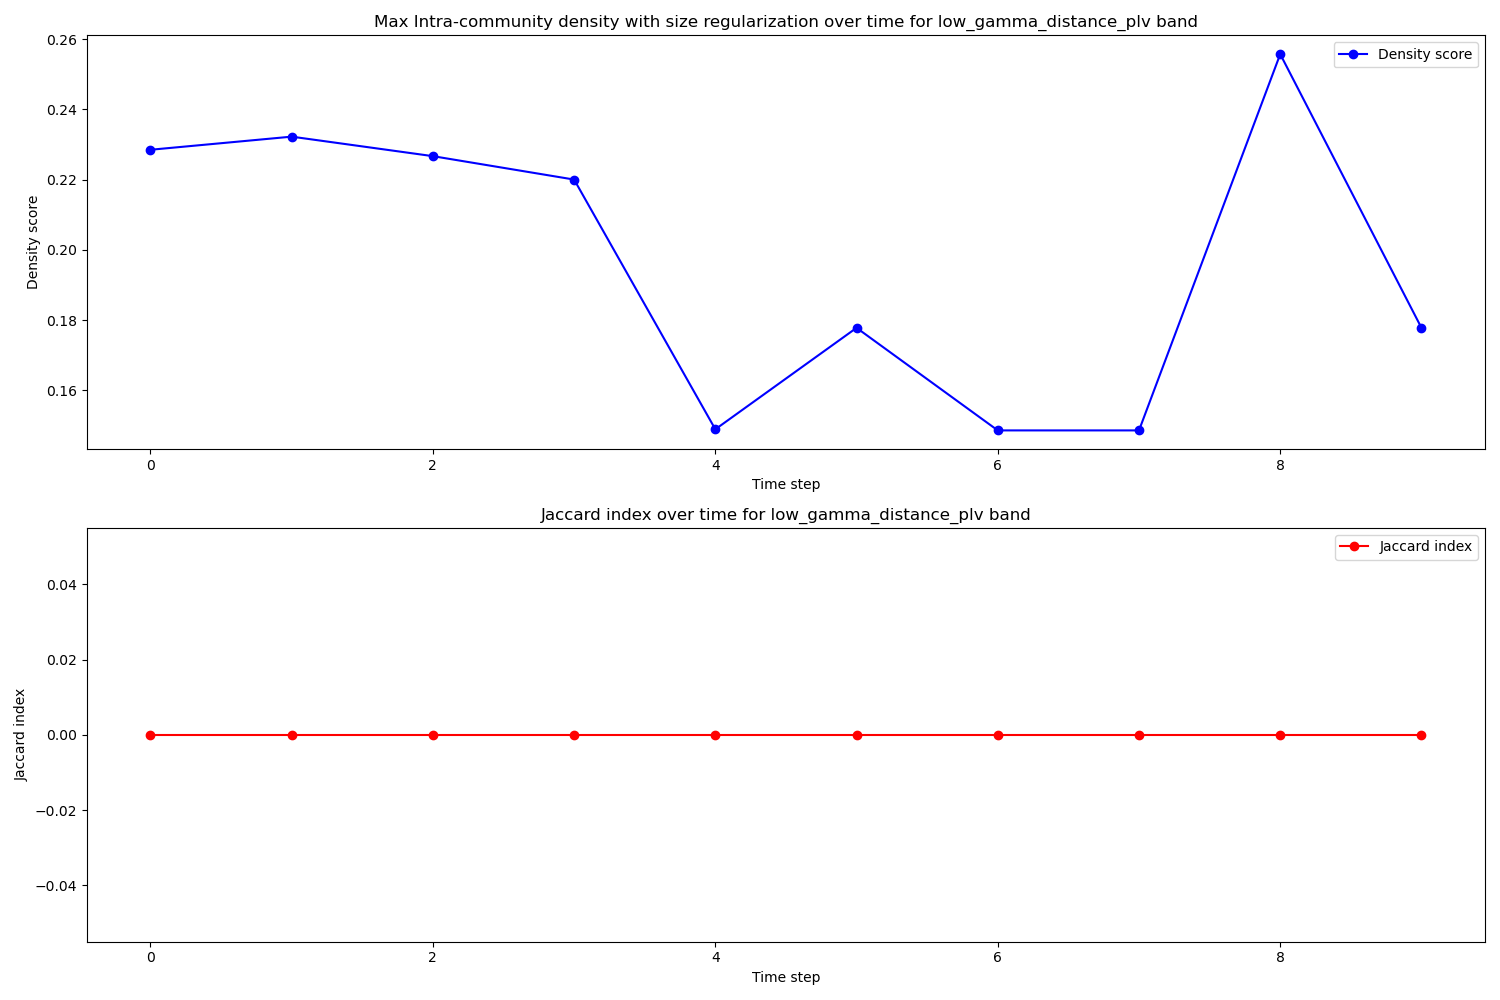 Max Intra-community density with size regularization over time for low_gamma_distance_plv band
Density score
0.26
0.24
0.22
0.20
0.18
0.16
Density score
0 2 4 6 8
Time step
Jaccard index over time for low_gamma_distance_plv band
Jaccard index
0.04
0.02
0.00
−0.02
−0.04
Jaccard index
0 2 4 6 8
Time step